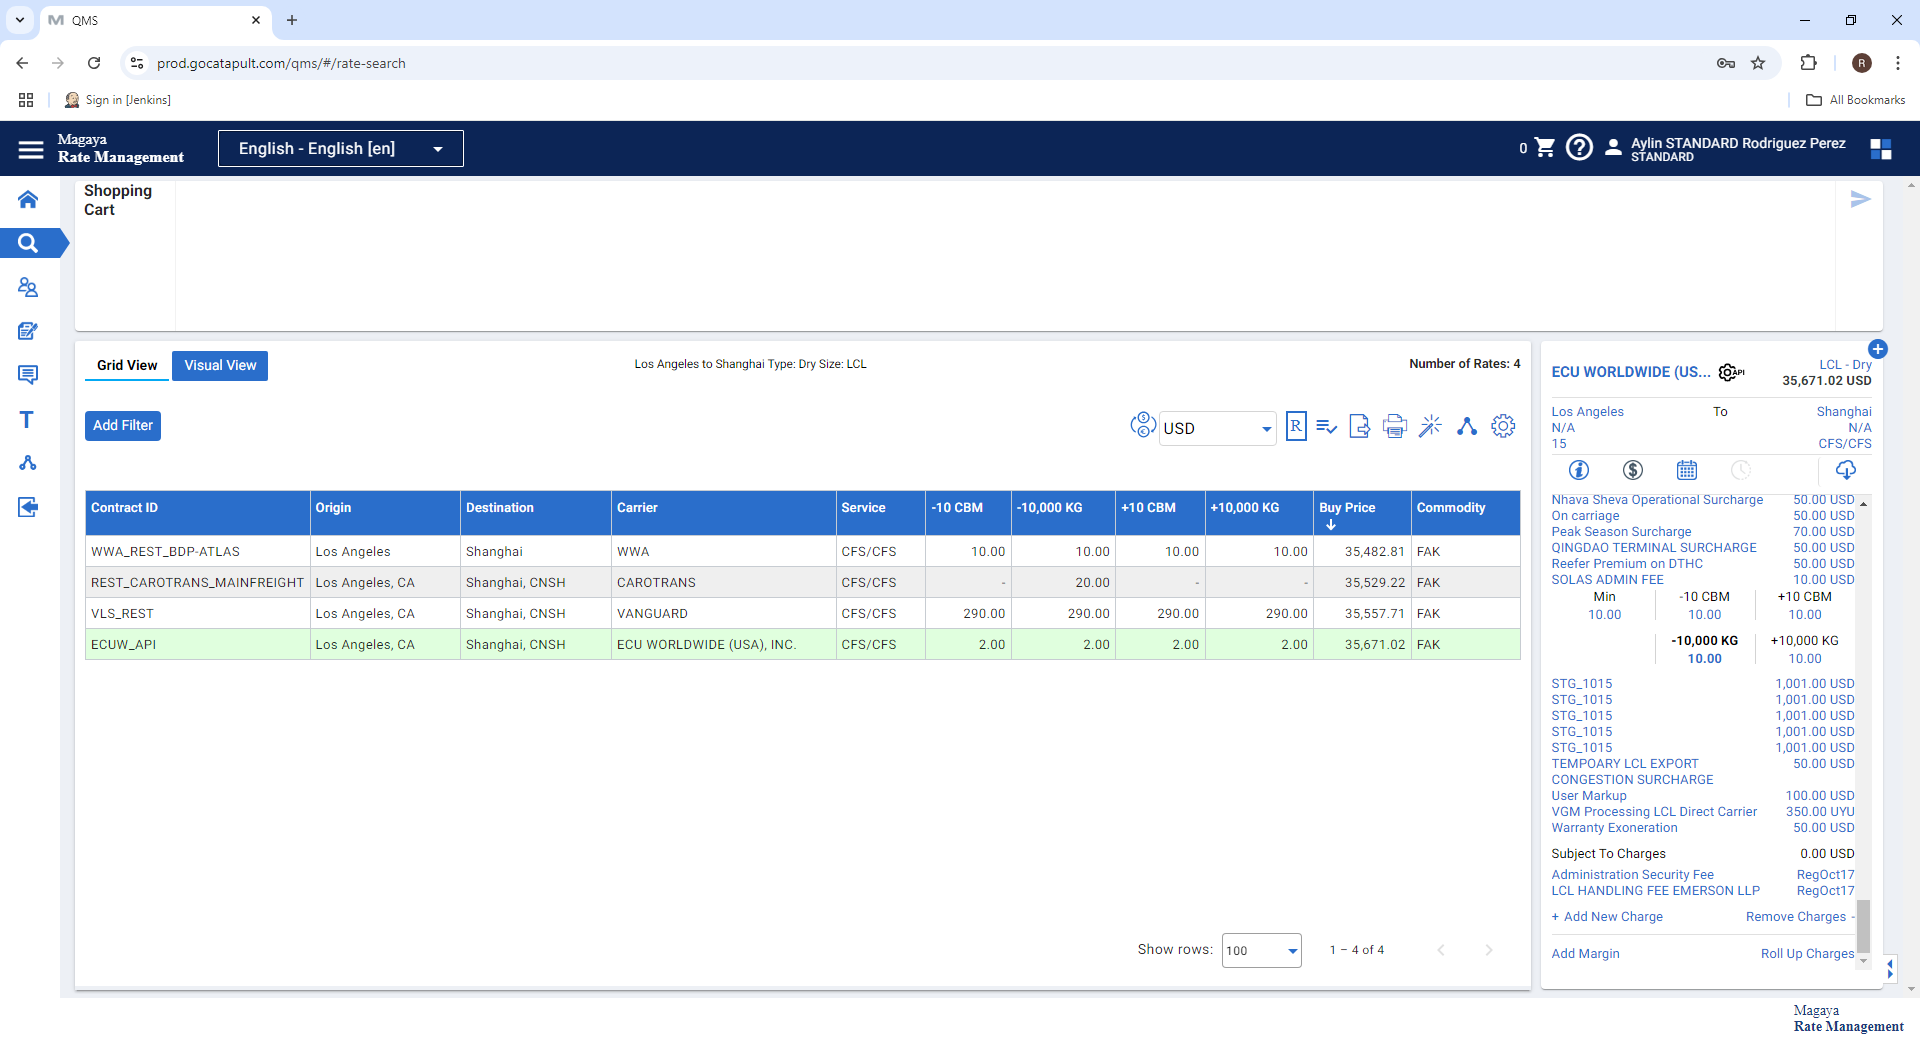 QMS
prod.gocatapult.com/qms/#/rate-search
R
Sign in [Jenkins]
All Bookmarks
Magaya
Rate Management
English - English [en]
0
Aylin STANDARD Rodriguez Perez
STANDARD
Shopping
Cart
Grid View
Visual View
Los Angeles to Shanghai Type: Dry Size: LCL
Number of Rates: 4
Add Filter
USD
R
Contract ID Origin Destination Carrier Service -10 CBM -10,000 KG +10 CBM +10,000 KG Buy Price Commodity
WWA_REST_BDP-ATLAS Los Angeles Shanghai WWA CFS/CFS 10.00 10.00 10.00 10.00 35,482.81 FAK
REST_CAROTRANS_MAINFREIGHT Los Angeles, CA Shanghai, CNSH CAROTRANS CFS/CFS - 20.00 - - 35,529.22 FAK
VLS_REST Los Angeles, CA Shanghai, CNSH VANGUARD CFS/CFS 290.00 290.00 290.00 290.00 35,557.71 FAK
ECUW_API Los Angeles, CA Shanghai, CNSH ECU WORLDWIDE (USA), INC. CFS/CFS 2.00 2.00 2.00 2.00 35,671.02 FAK
Show rows: 100 1 – 4 of 4
ECU WORLDWIDE (US... API LCL - Dry
35,671.02 USD
Los Angeles To Shanghai
N/A N/A
15 CFS/CFS
Nhava Sheva Operational Surcharge 50.00 USD
On carriage 50.00 USD
Peak Season Surcharge 70.00 USD
QINGDAO TERMINAL SURCHARGE 50.00 USD
Reefer Premium on DTHC 50.00 USD
SOLAS ADMIN FEE 10.00 USD
Min -10 CBM +10 CBM
10.00 10.00 10.00
-10,000 KG +10,000 KG
10.00 10.00
STG_1015 1,001.00 USD
STG_1015 1,001.00 USD
STG_1015 1,001.00 USD
STG_1015 1,001.00 USD
STG_1015 1,001.00 USD
TEMPOARY LCL EXPORT 50.00 USD
CONGESTION SURCHARGE
User Markup 100.00 USD
VGM Processing LCL Direct Carrier 350.00 UYU
Warranty Exoneration 50.00 USD
Subject To Charges 0.00 USD
Administration Security Fee RegOct17
LCL HANDLING FEE EMERSON LLP RegOct17
+ Add New Charge Remove Charges -
Add Margin Roll Up Charges
Magaya
Rate Management